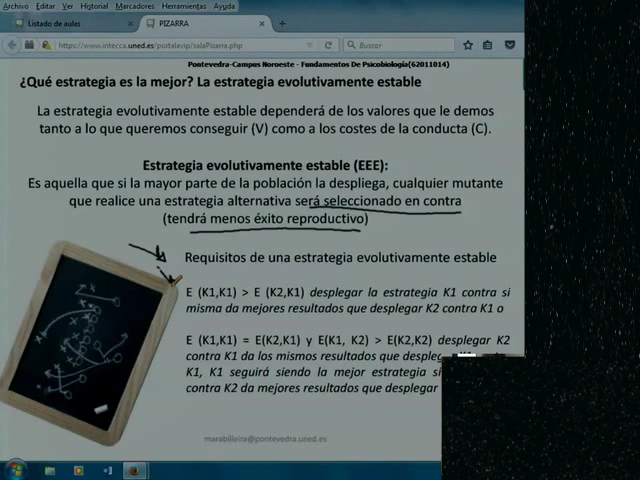 Archivo Editar Ver Historial Marcadores Herramientas Ayuda
Listado de aulas
PIZARRA
https://www.intecca.uned.es/portalavip/salaPizarra.php
Buscar
Pontevedra-Campus Noroeste - Fundamentos De Psicobiología(62011014)
¿Qué estrategia es la mejor? La estrategia evolutivamente estable
La estrategia evolutivamente estable dependerá de los valores que le demos
tanto a lo que queremos conseguir (V) como a los costes de la conducta (C).
Estrategia evolutivamente estable (EEE):
Es aquella que si la mayor parte de la población la despliega, cualquier mutante
que realice una estrategia alternativa será seleccionado en contra
(tendrá menos éxito reproductivo)
Requisitos de una estrategia evolutivamente estable
E (K1,K1) > E (K2,K1) desplegar la estrategia K1 contra si
misma da mejores resultados que desplegar K2 contra K1 o
E (K1,K1) = E(K2,K1) y E(K1, K2) > E(K2,K2) desplegar K2
contra K1 da los mismos resultados que
K1, K1 seguirá siendo la mejor estrategia
contra K2 da mejores resultados que desplegar
marabilleira@pontevedra.uned.es